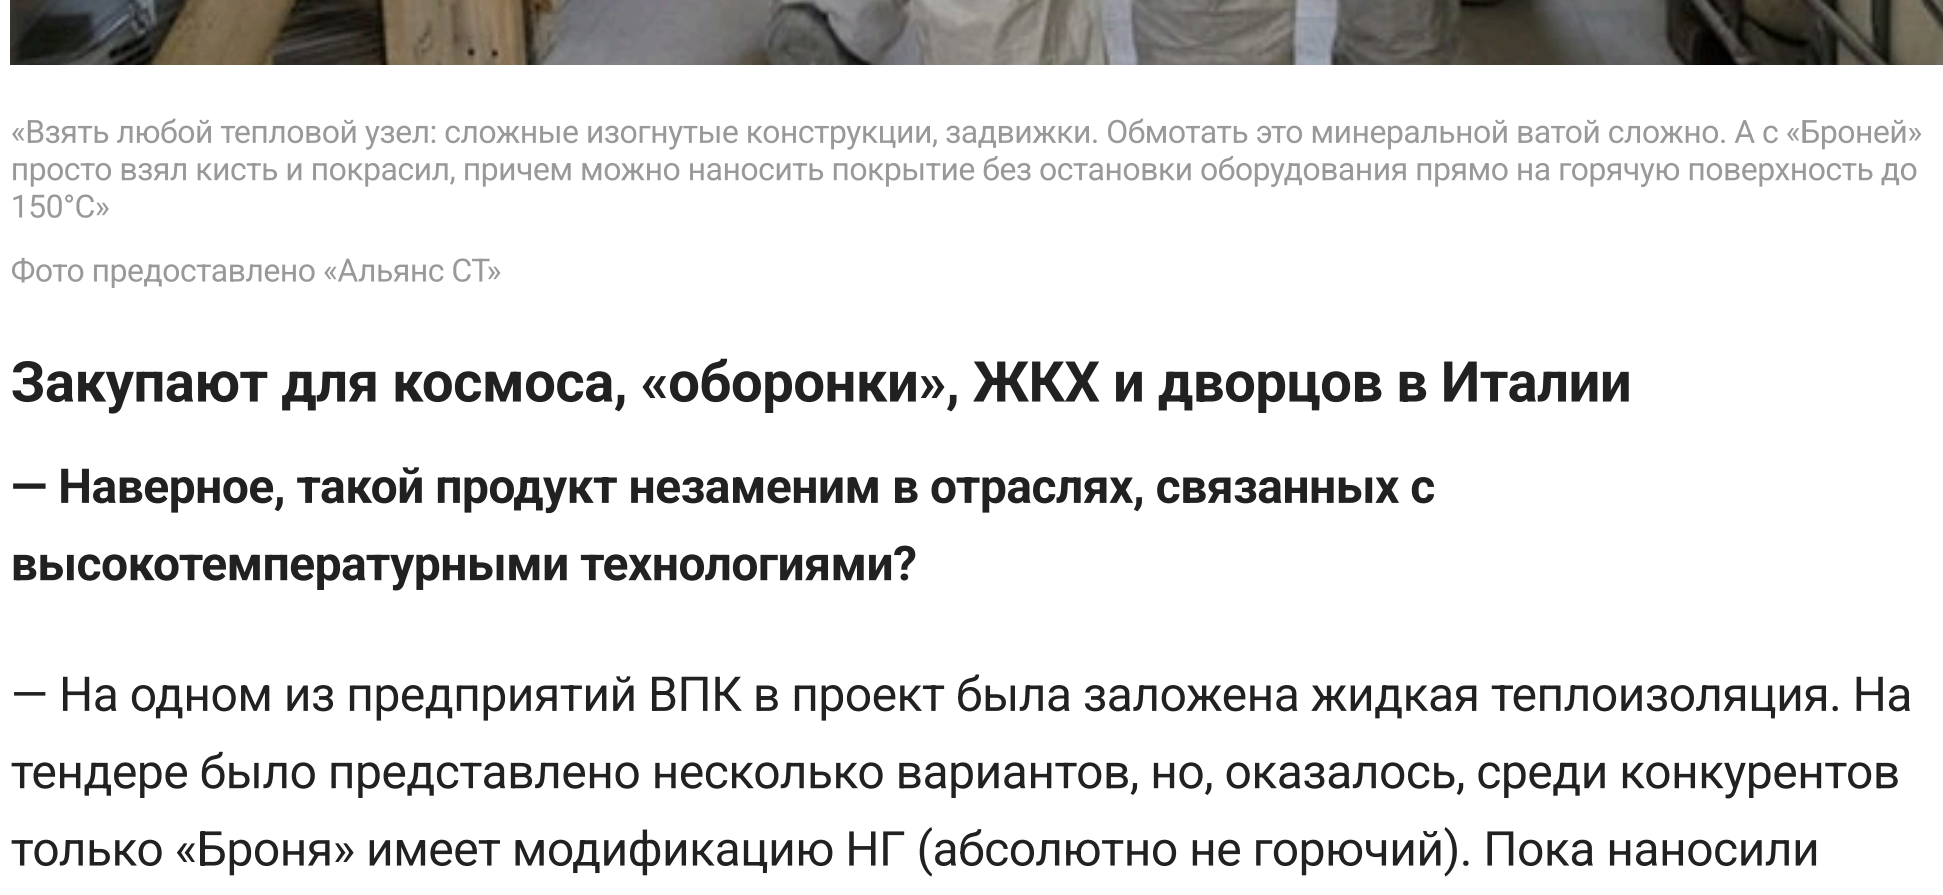 «Взять любой тепловой узел: сложные изогнутые конструкции, задвижки. Обмотать это минеральной ватой сложно. А с «Броней»
просто взял кисть и покрасил, причем можно наносить покрытие без остановки оборудования прямо на горячую поверхность до
150°С»
Фото предоставлено «Альянс СТ»
Закупают для космоса, «оборонки», ЖКХ и дворцов в Италии
— Наверное, такой продукт незаменим в отраслях, связанных с
высокотемпературными технологиями?
— На одном из предприятий ВПК в проект была заложена жидкая теплоизоляция. На
тендере было представлено несколько вариантов, но, оказалось, среди конкурентов
только «Броня» имеет модификацию НГ (абсолютно не горючий). Пока наносили